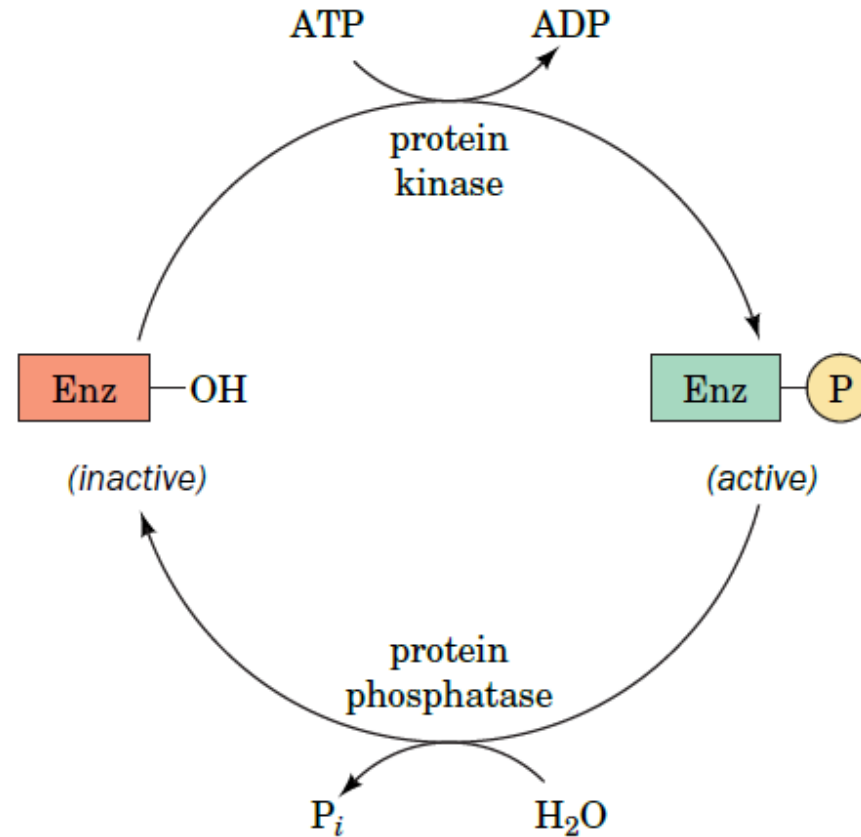 ATP ADP
protein
kinase
Enz OH Enz P
(inactive) (active)
protein
phosphatase
Pᵢ H₂O